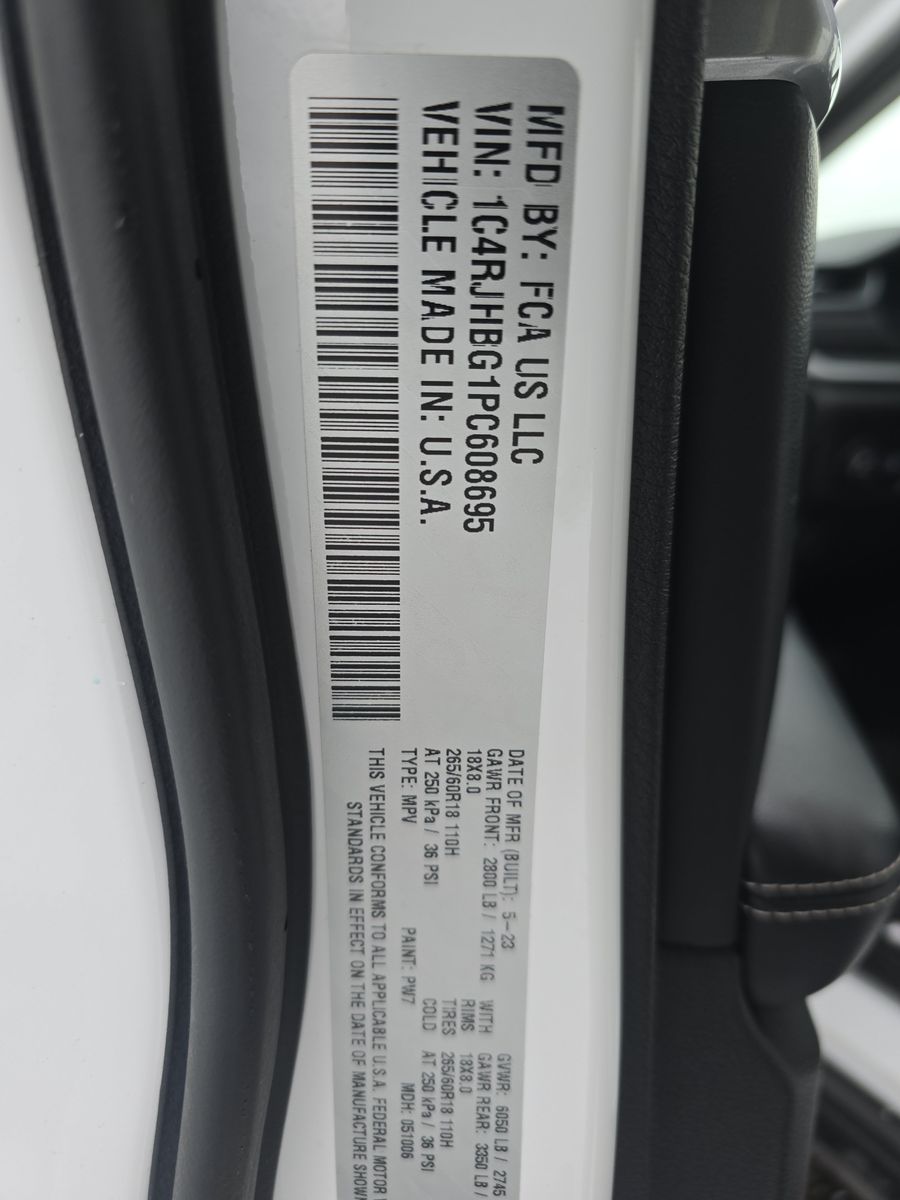 MFD BY: FCA US LLC
VIN: 1C4RJHBG1PC608695
VEHICLE MADE IN: U.S.A.
DATE OF MFR (BUILT): 5-23 GVWR: 6050 LB / 2745
GAWR FRONT: 2800 LB / 1271 KG WITH GAWR REAR: 3350 LB /
18X8.0 RIMS 18X8.0
265/60R18 110H TIRES 265/60R18 110H
AT 250 kPa / 36 PSI COLD AT 250 kPa / 36 PSI
TYPE: MPV PAINT: PW7 MDH: 051006
THIS VEHICLE CONFORMS TO ALL APPLICABLE U.S.A. FEDERAL MOTOR
STANDARDS IN EFFECT ON THE DATE OF MANUFACTURE SHOWN